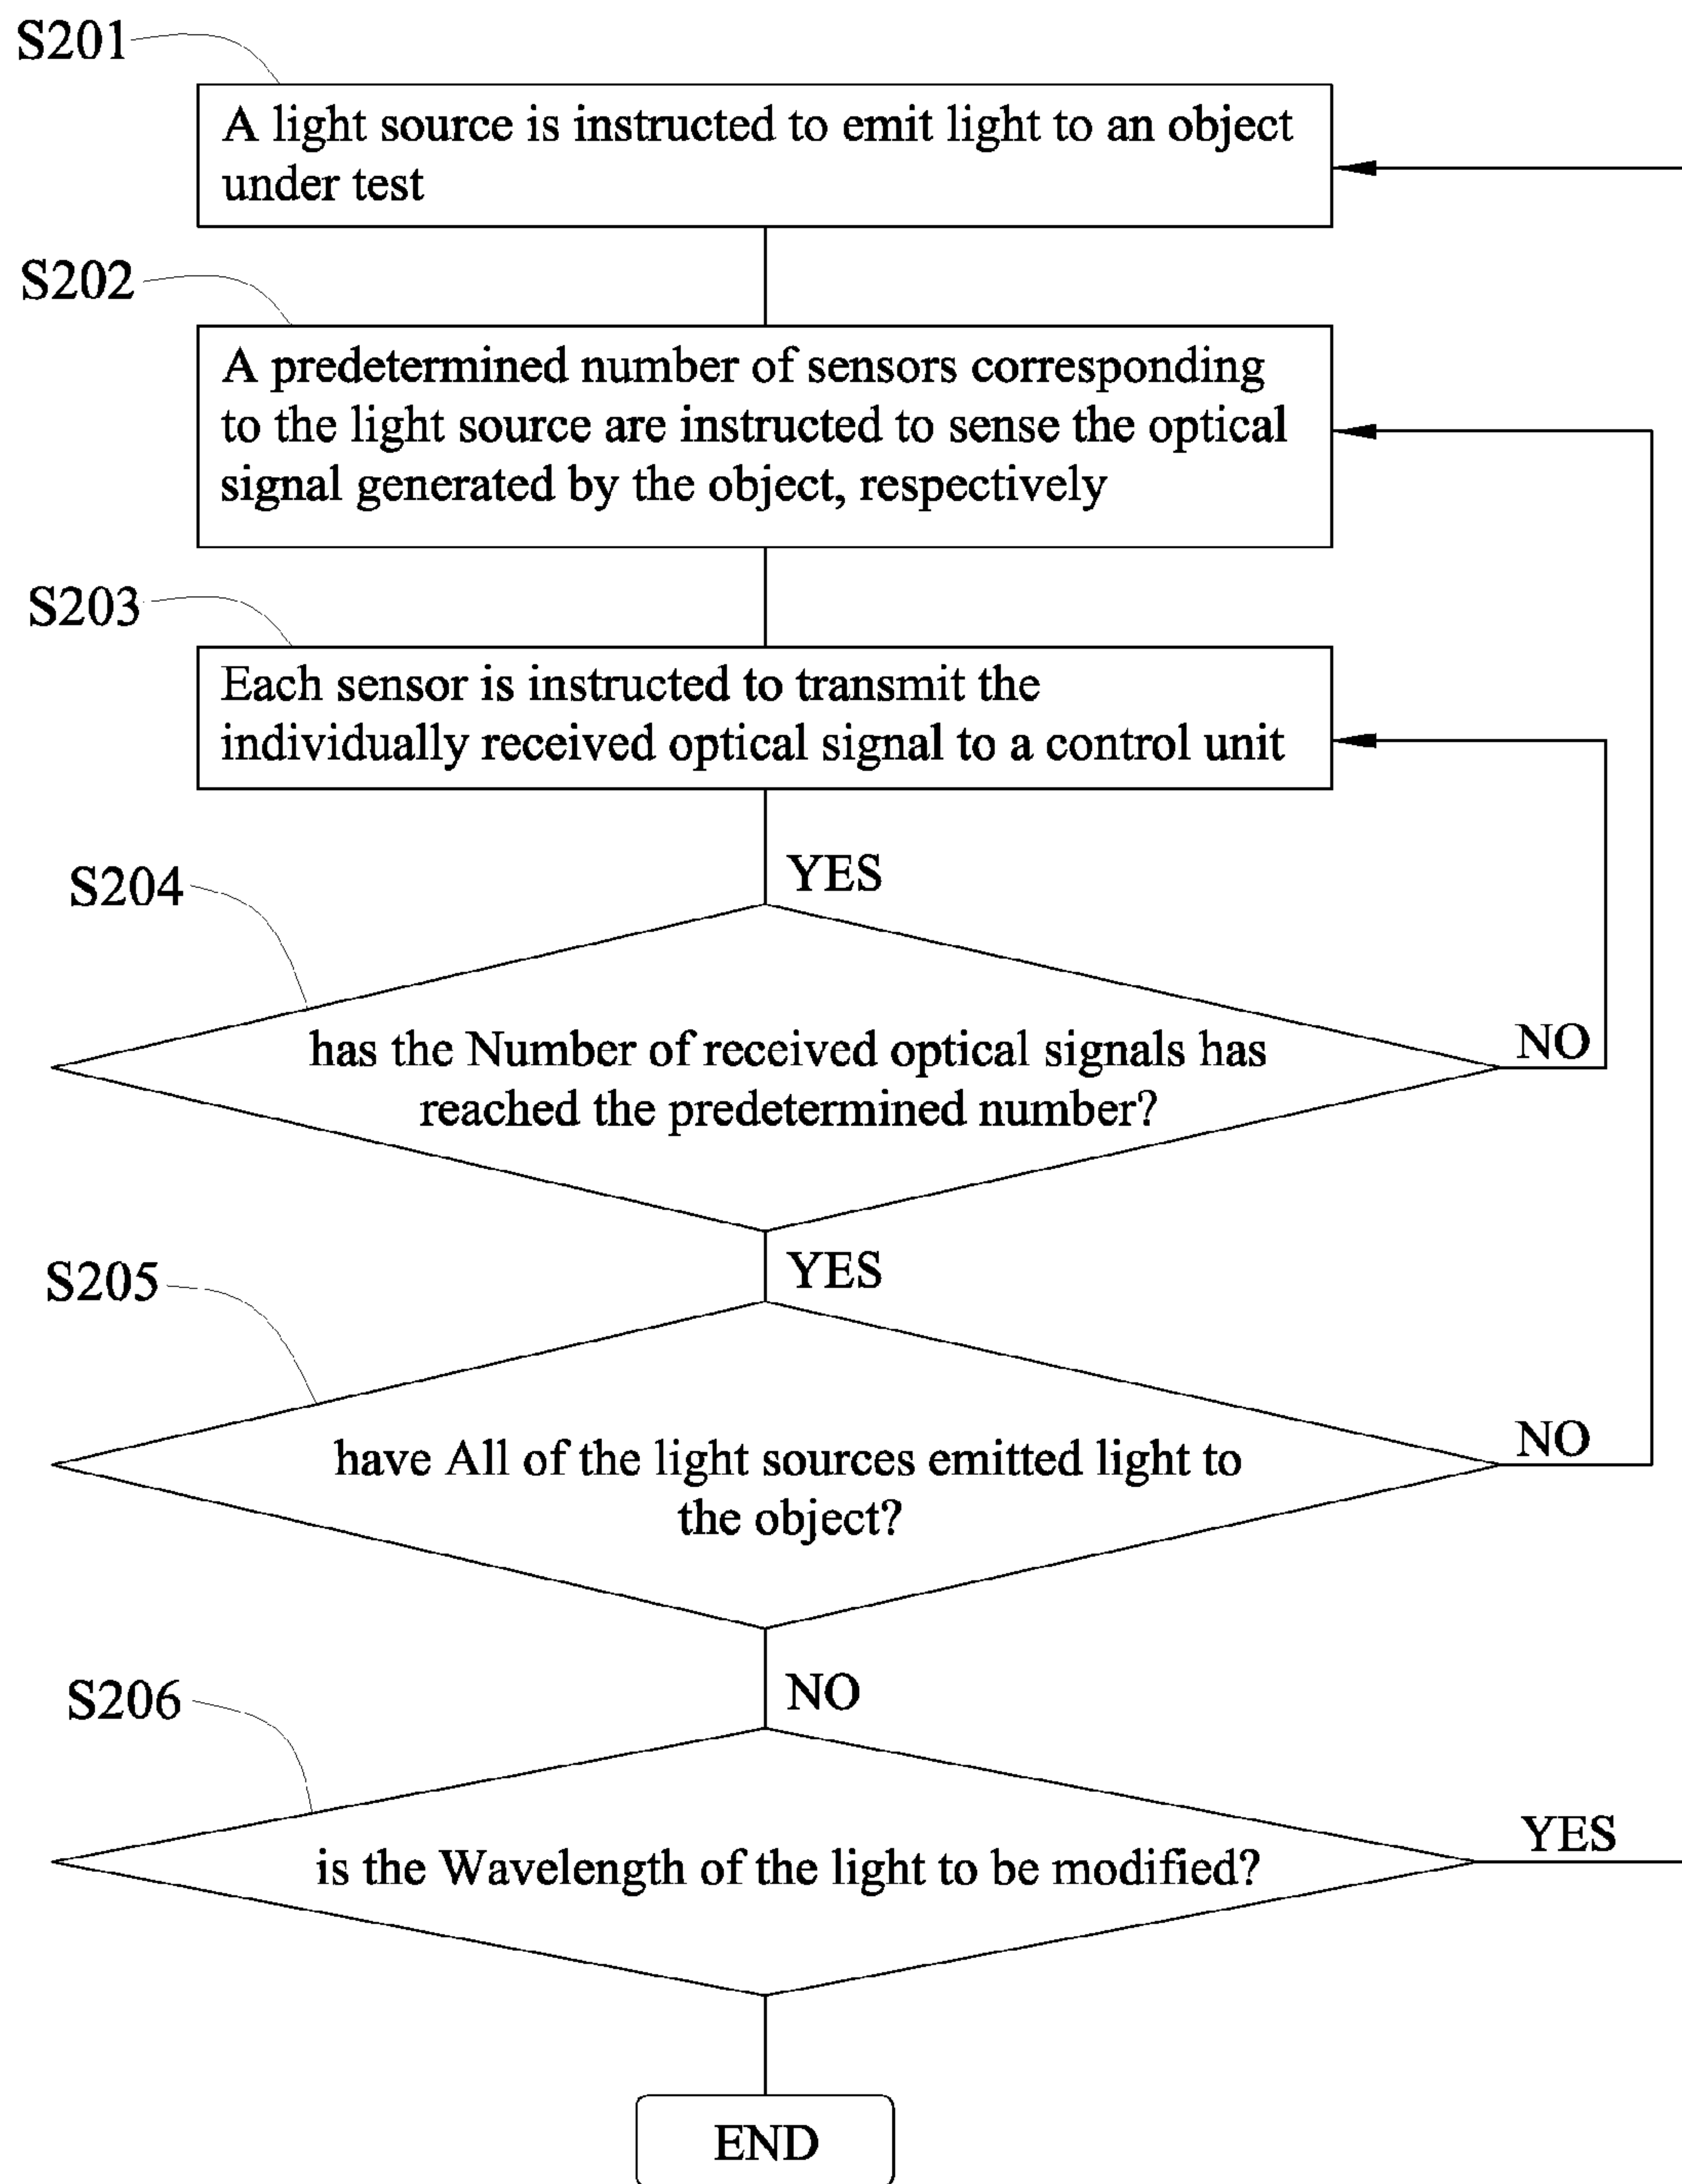 S201
A light source is instructed to emit light to an object
under test
S202
A predetermined number of sensors corresponding
to the light source are instructed to sense the optical
signal generated by the object, respectively
S203
Each sensor is instructed to transmit the
individually received optical signal to a control unit
YES
S204
has the Number of received optical signals has
reached the predetermined number?
NO
YES
S205
have All of the light sources emitted light to
the object?
NO
NO
S206
is the Wavelength of the light to be modified?
YES
END